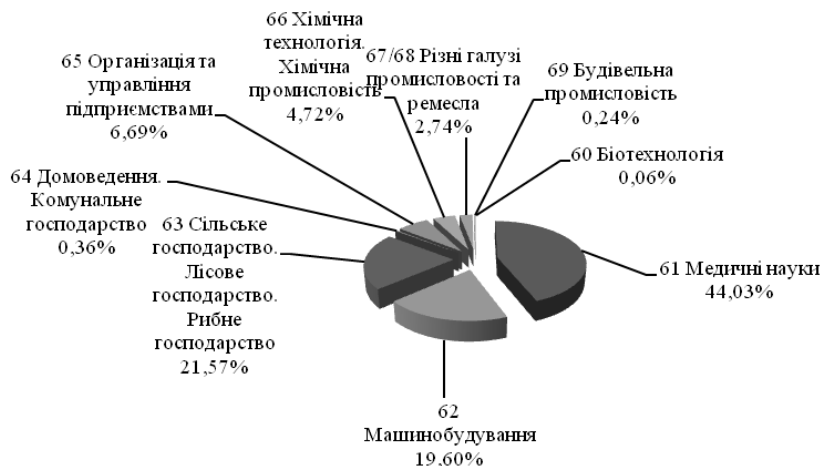 66 Хімічна
технологія.
Хімічна
промисловість
4,72%
67/68 Різні галузі
промисловості та
ремесла
2,74%
69 Будівельна
промисловість
0,24%
60 Біотехнологія
0,06%
61 Медичні науки
44,03%
62
Машинобудування
19,60%
63 Сільське
господарство.
Лісове
господарство.
Рибне
господарство
21,57%
64 Домоведення.
Комунальне
господарство
0,36%
65 Організація та
управління
підприємствами
6,69%